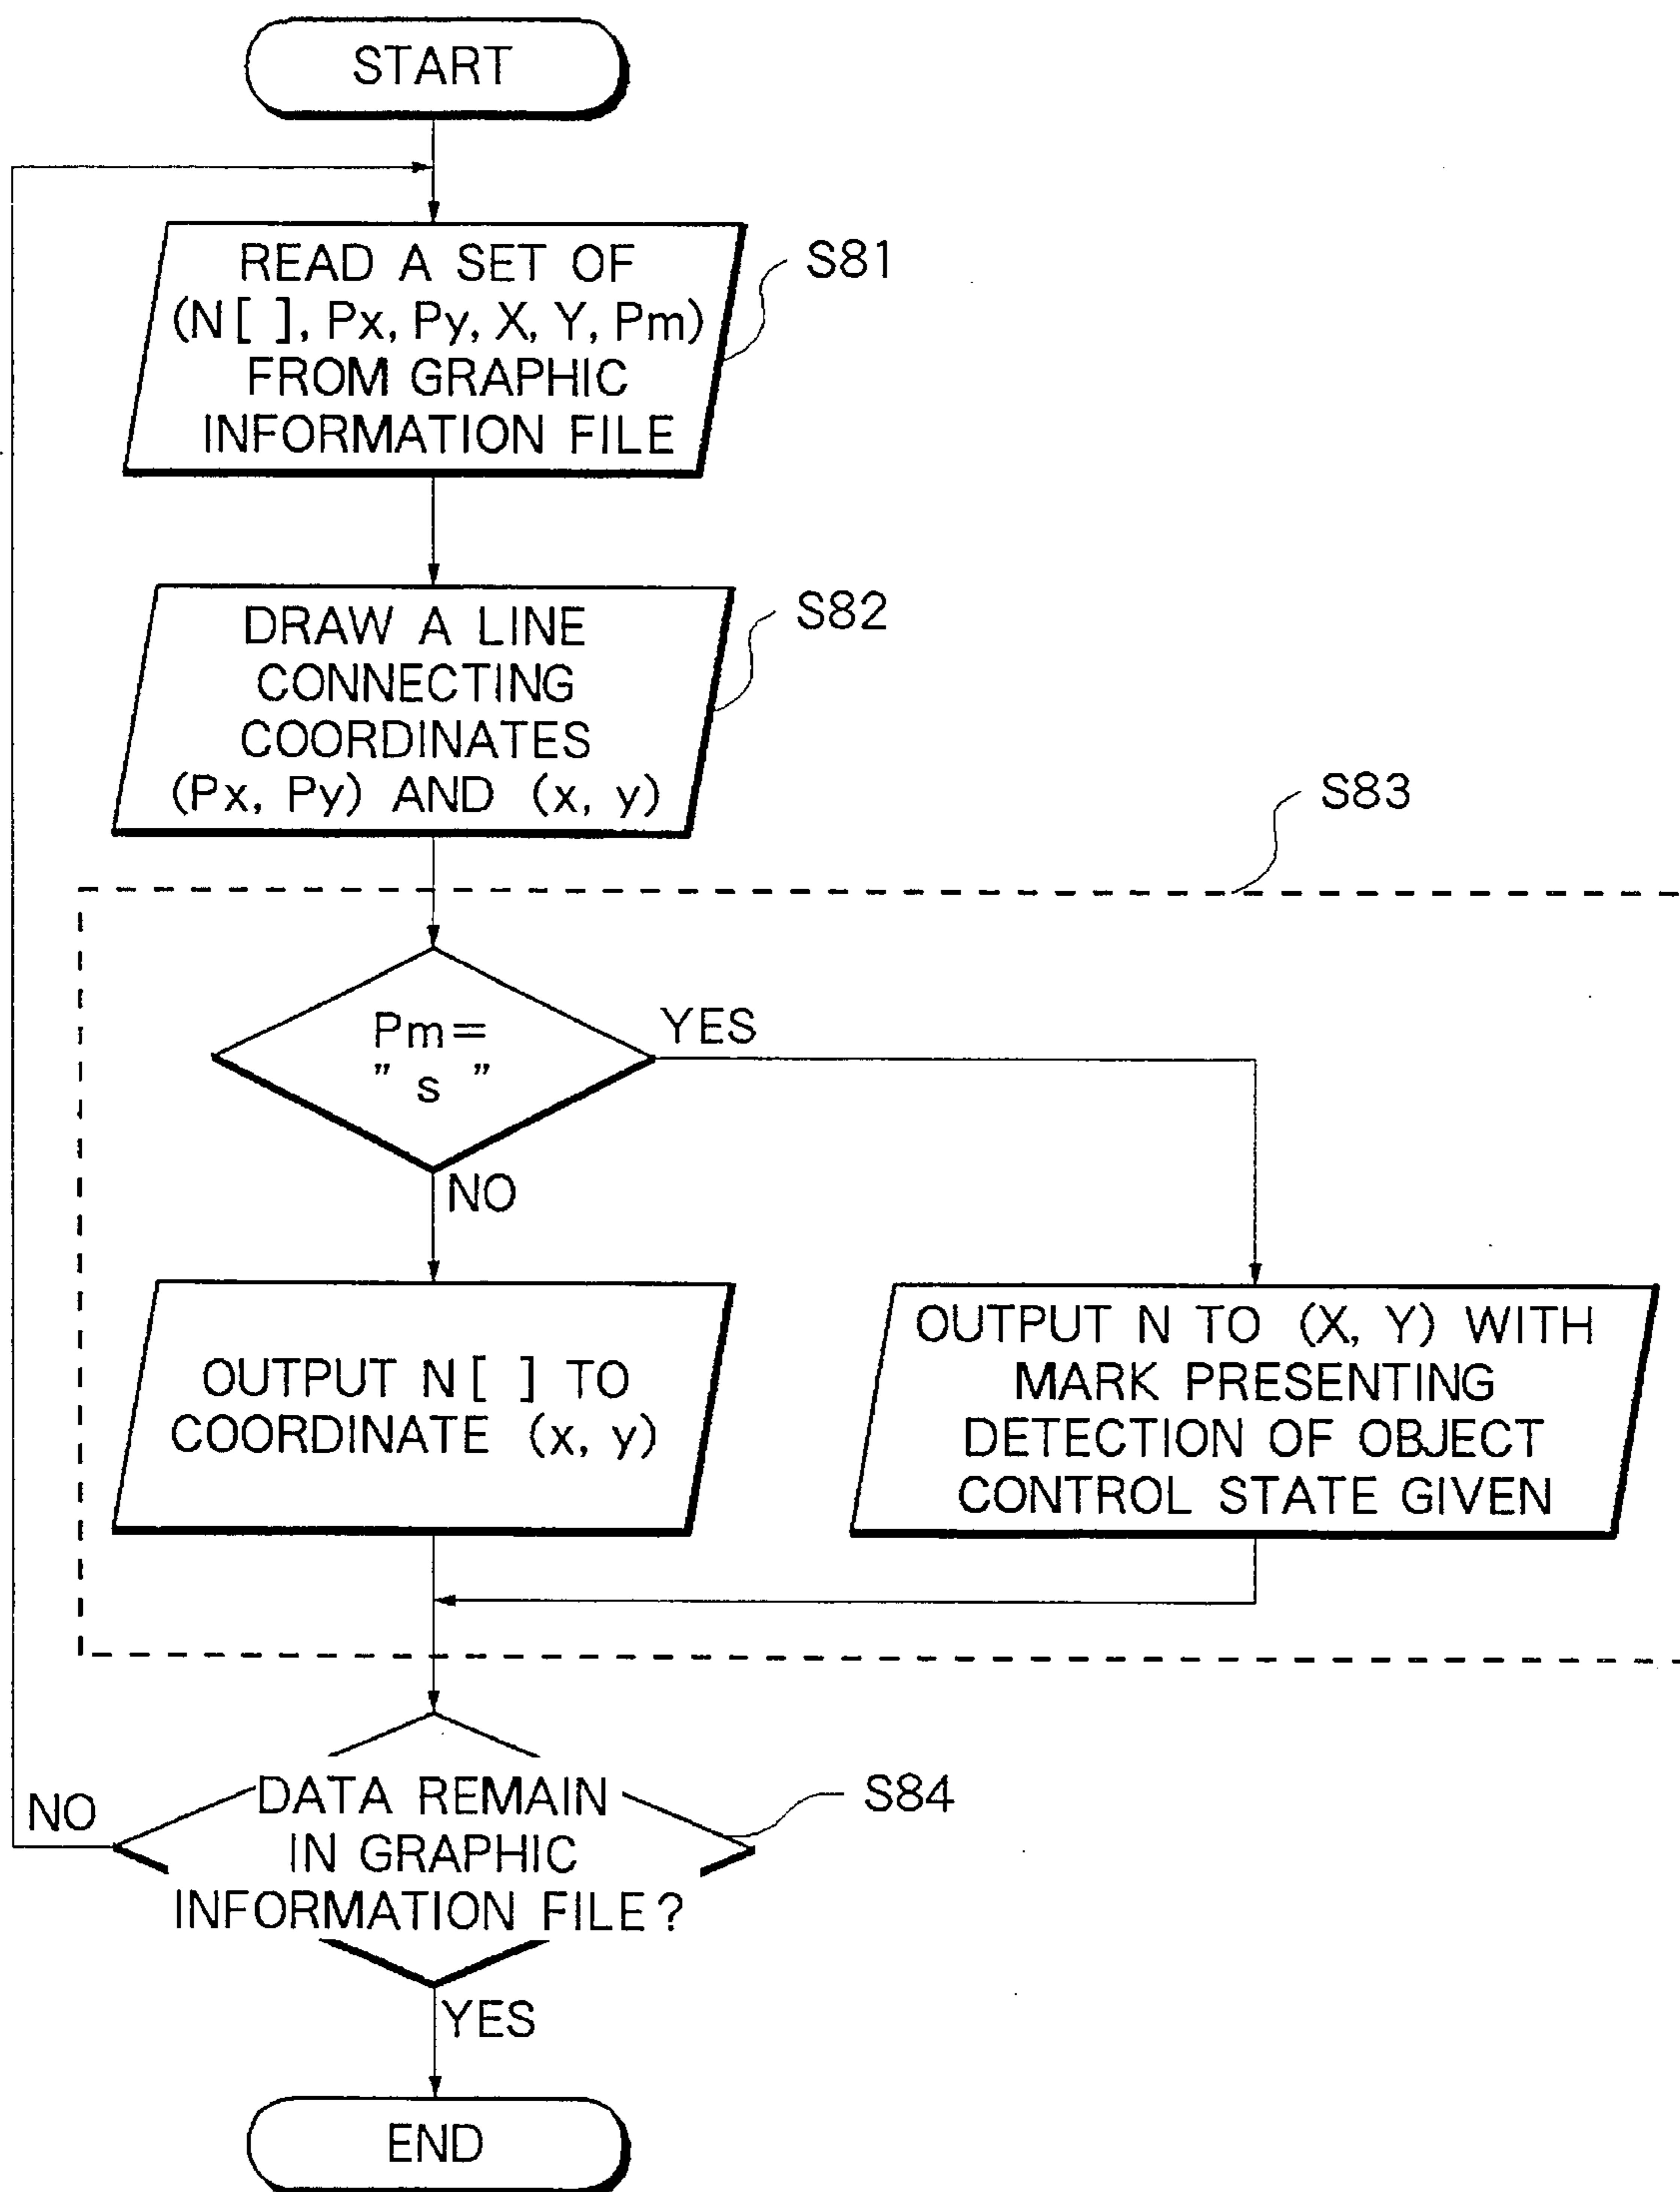 START
READ A SET OF
(N[ ], Px, Py, X, Y, Pm)
FROM GRAPHIC
INFORMATION FILE
S81
DRAW A LINE
CONNECTING
COORDINATES
(Px, Py) AND (x, y)
S82
S83
Pm=
" s "
YES
NO
OUTPUT N[ ] TO
COORDINATE (x, y)
OUTPUT N TO (X, Y) WITH
MARK PRESENTING
DETECTION OF OBJECT
CONTROL STATE GIVEN
DATA REMAIN
IN GRAPHIC
INFORMATION FILE?
S84
NO
YES
END